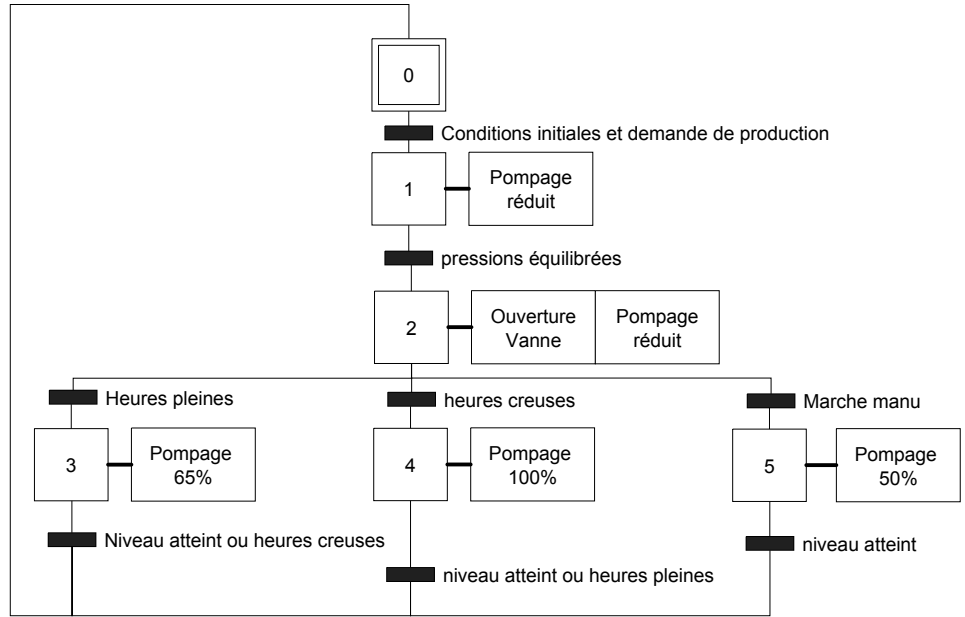 0
Conditions initiales et demande de production
1
Pompage
réduit
pressions équilibrées
2
Ouverture
Vanne
Pompage
réduit
Heures pleines
heures creuses
Marche manu
3
Pompage
65%
4
Pompage
100%
5
Pompage
50%
Niveau atteint ou heures creuses
niveau atteint
niveau atteint ou heures pleines